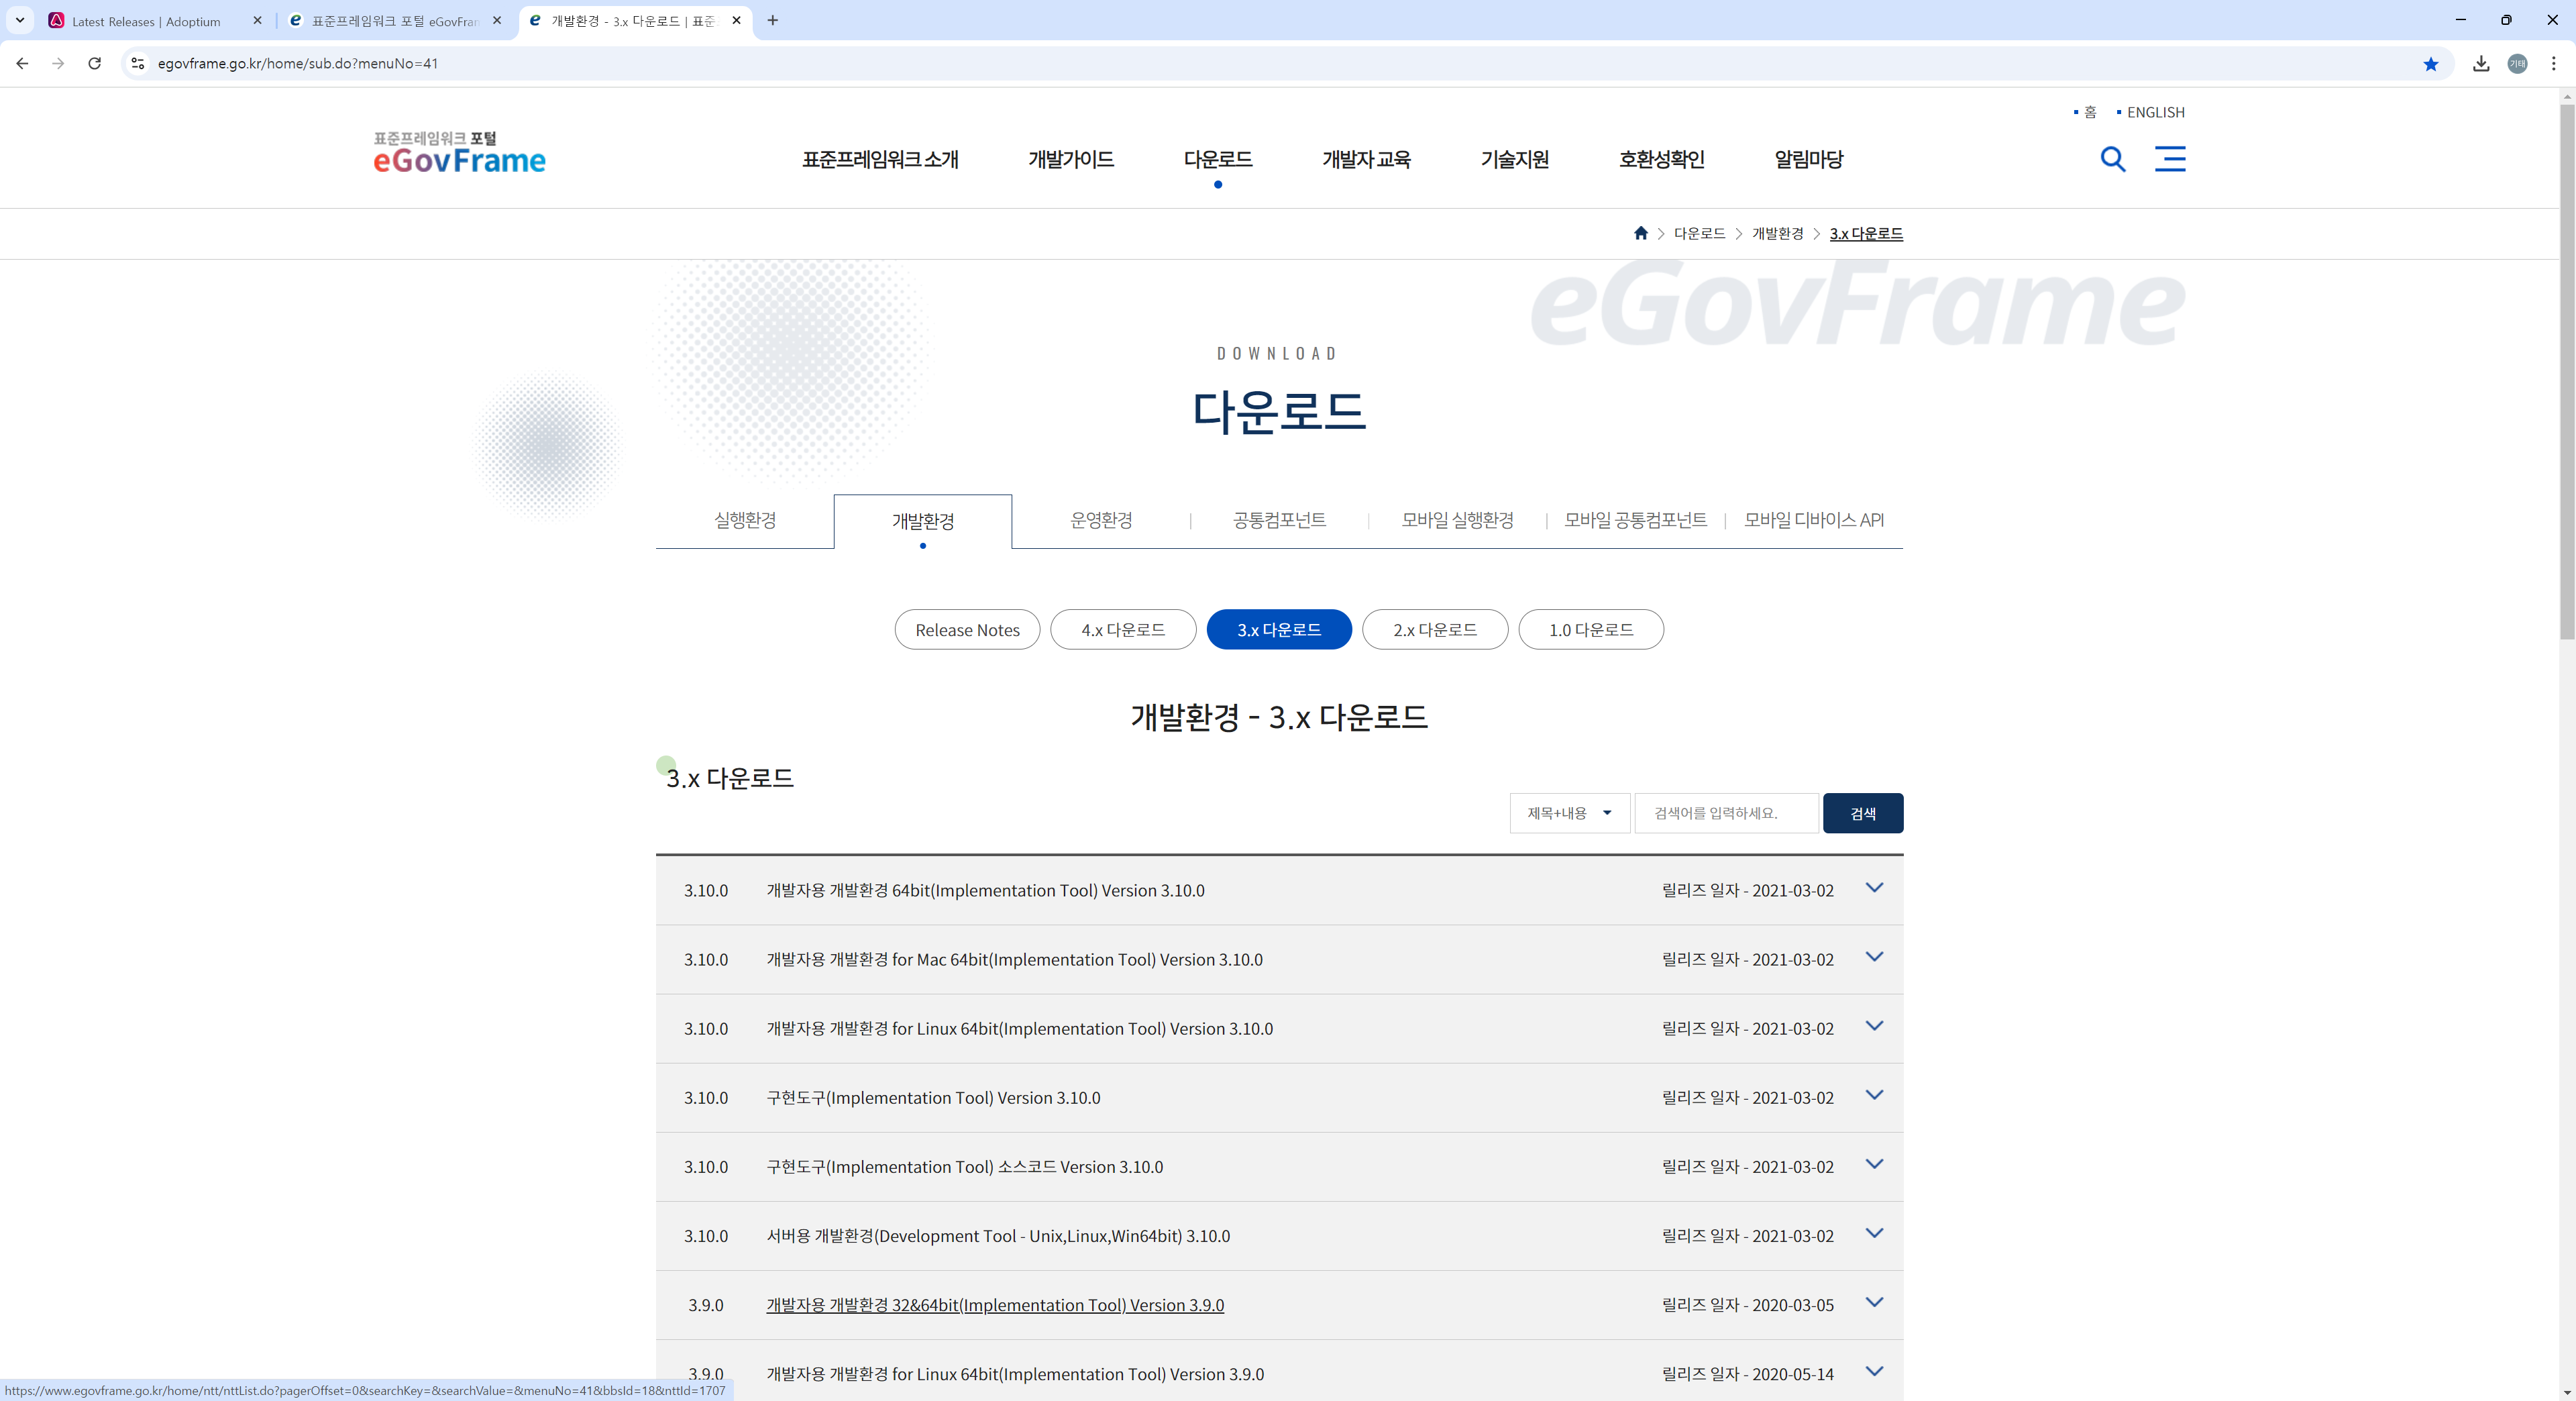 Latest Releases | Adoptium
표준프레임워크 포털 eGovFran
개발환경 - 3.x 다운로드 | 표준
egovframe.go.kr/home/sub.do?menuNo=41
기태
홈
ENGLISH
표준프레임워크 포털
eGovFrame
표준프레임워크 소개
개발가이드
다운로드
개발자 교육
기술지원
호환성확인
알림마당
다운로드
개발환경
3.x 다운로드
eGovFrame
DOWNLOAD
다운로드
실행환경
개발환경
운영환경
공통컴포넌트
모바일 실행환경
모바일 공통컴포넌트
모바일 디바이스 API
Release Notes
4.x 다운로드
3.x 다운로드
2.x 다운로드
1.0 다운로드
개발환경 - 3.x 다운로드
3.x 다운로드
제목+내용
검색어를 입력하세요.
검색
3.10.0 개발자용 개발환경 64bit(Implementation Tool) Version 3.10.0 릴리즈 일자 - 2021-03-02
3.10.0 개발자용 개발환경 for Mac 64bit(Implementation Tool) Version 3.10.0 릴리즈 일자 - 2021-03-02
3.10.0 개발자용 개발환경 for Linux 64bit(Implementation Tool) Version 3.10.0 릴리즈 일자 - 2021-03-02
3.10.0 구현도구(Implementation Tool) Version 3.10.0 릴리즈 일자 - 2021-03-02
3.10.0 구현도구(Implementation Tool) 소스코드 Version 3.10.0 릴리즈 일자 - 2021-03-02
3.10.0 서버용 개발환경(Development Tool - Unix,Linux,Win64bit) 3.10.0 릴리즈 일자 - 2021-03-02
3.9.0 개발자용 개발환경 32&64bit(Implementation Tool) Version 3.9.0 릴리즈 일자 - 2020-03-05
3.9.0 개발자용 개발환경 for Linux 64bit(Implementation Tool) Version 3.9.0 릴리즈 일자 - 2020-05-14
https://www.egovframe.go.kr/home/ntt/nttList.do?pagerOffset=0&searchKey=&searchValue=&menuNo=41&bbsId=18&nttId=1707